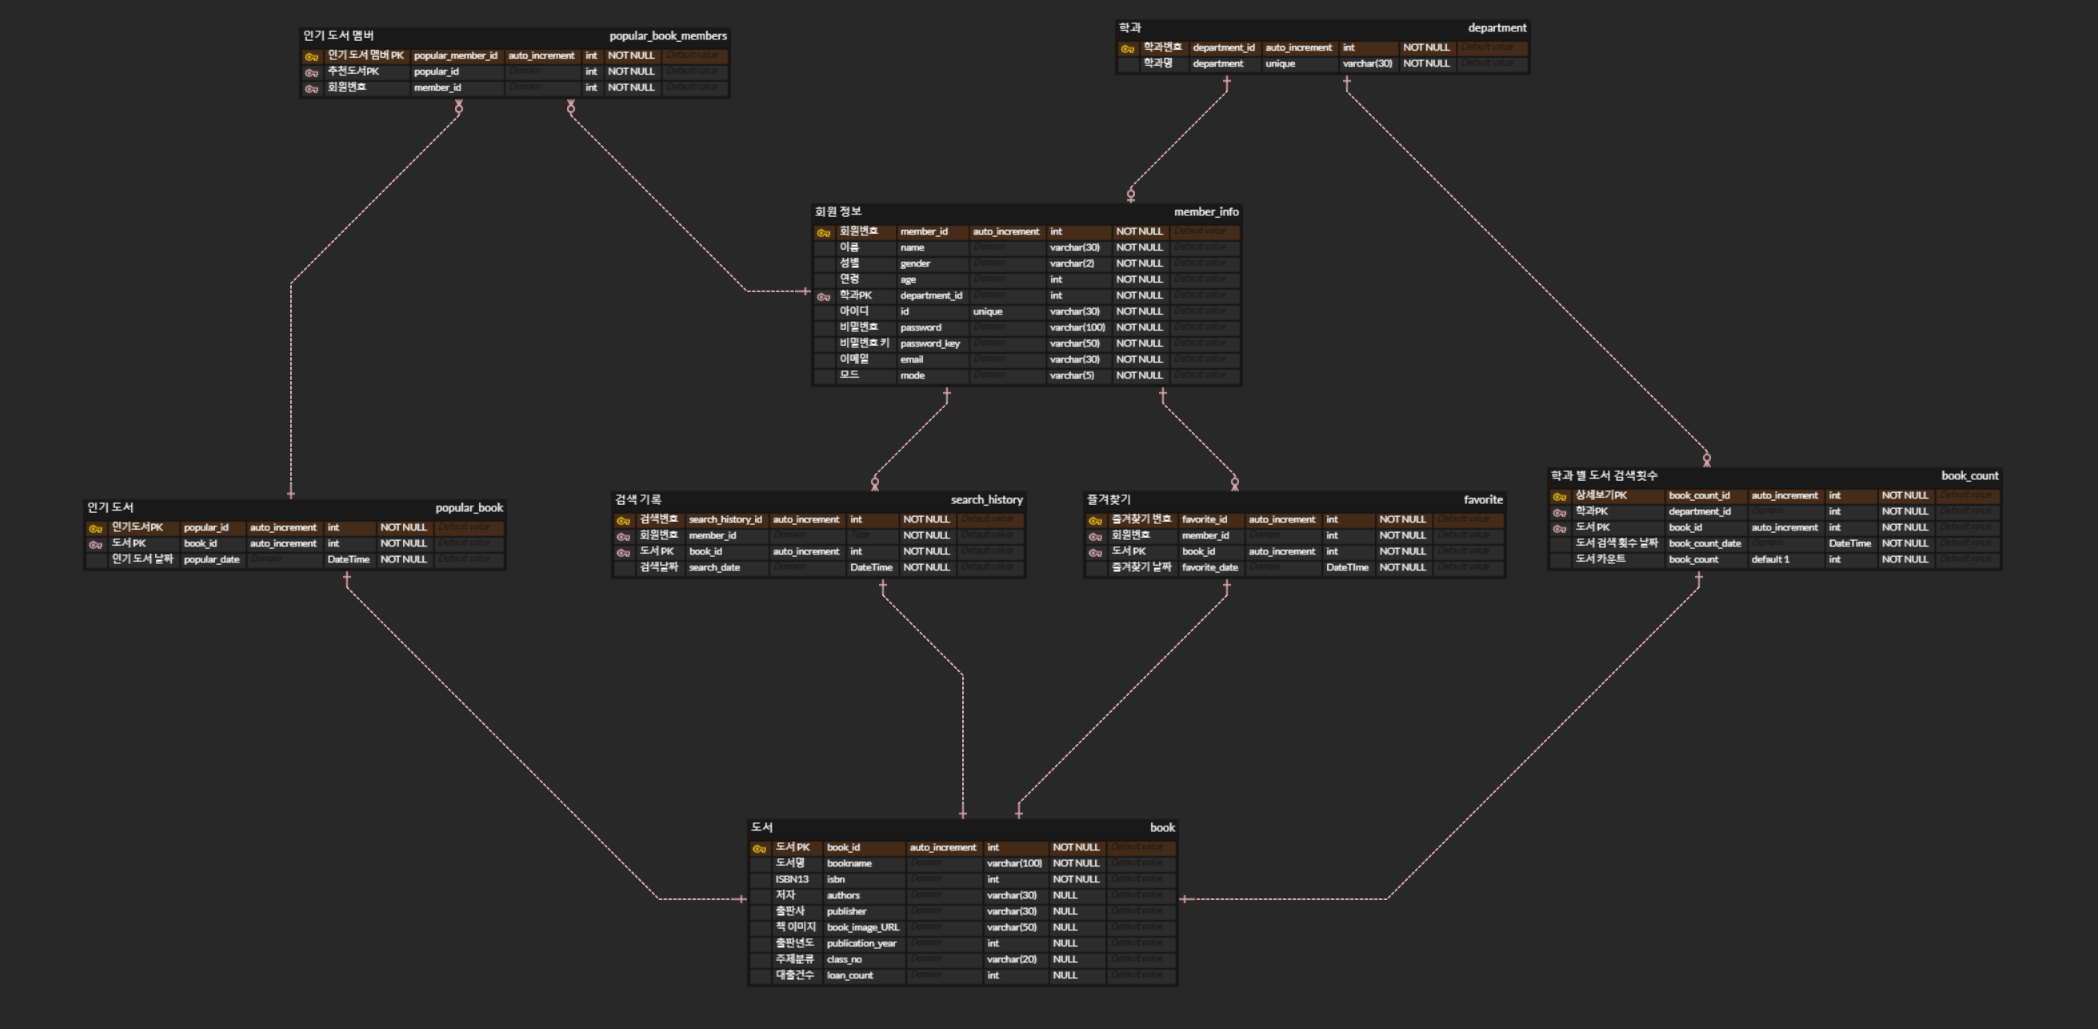 인기 도서 멤버 popular_book_members
인기 도서 멤버 PK popular_member_id auto_increment int NOT NULL Default value
추천도서PK popular_id Domain int NOT NULL Default value
회원번호 member_id Domain int NOT NULL Default value
학과 department
학과번호 department_id auto_increment int NOT NULL Default value
학과명 department unique varchar(30) NOT NULL Default value
회원 정보 member_info
회원번호 member_id auto_increment int NOT NULL Default value
이름 name Domain varchar(30) NOT NULL Default value
성별 gender Domain varchar(2) NOT NULL Default value
연령 age Domain int NOT NULL Default value
학과PK department_id Domain int NOT NULL Default value
아이디 id unique varchar(30) NOT NULL Default value
비밀번호 password Domain varchar(100) NOT NULL Default value
비밀번호 키 password_key Domain varchar(50) NOT NULL Default value
이메일 email Domain varchar(30) NOT NULL Default value
모드 mode Domain varchar(5) NOT NULL Default value
인기 도서 popular_book
인기도서PK popular_id auto_increment int NOT NULL Default value
도서 PK book_id auto_increment int NOT NULL Default value
인기 도서 날짜 popular_date Domain DateTime NOT NULL Default value
검색 기록 search_history
검색번호 search_history_id auto_increment int NOT NULL Default value
회원번호 member_id Domain Type NOT NULL Default value
도서 PK book_id auto_increment int NOT NULL Default value
검색날짜 search_date Domain DateTime NOT NULL Default value
즐겨찾기 favorite
즐겨찾기 번호 favorite_id auto_increment int NOT NULL Default value
회원번호 member_id Domain int NOT NULL Default value
도서 PK book_id auto_increment int NOT NULL Default value
즐겨찾기 날짜 favorite_date Domain DateTIme NOT NULL Default value
학과 별 도서 검색횟수 book_count
상세보기PK book_count_id auto_increment int NOT NULL Default value
학과PK department_id Domain int NOT NULL Default value
도서 PK book_id auto_increment int NOT NULL Default value
도서 검색 횟수 날짜 book_count_date Domain DateTime NOT NULL Default value
도서 카운트 book_count default 1 int NOT NULL Default value
도서 book
도서 PK book_id auto_increment int NOT NULL Default value
도서명 bookname Domain varchar(100) NOT NULL Default value
ISBN13 isbn Domain int NOT NULL Default value
저자 authors Domain varchar(30) NULL Default value
출판사 publisher Domain varchar(30) NULL Default value
책 이미지 book_image_URL Domain varchar(50) NULL Default value
출판년도 publication_year Domain int NULL Default value
주제분류 class_no Domain varchar(20) NULL Default value
대출건수 loan_count Domain int NULL Default value